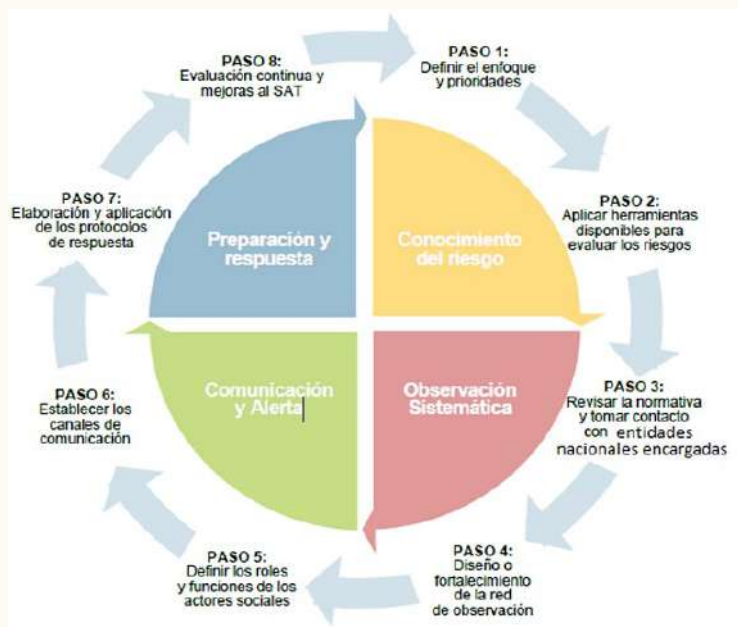 PASO 8:
Evaluación continua y
mejoras al SAT
PASO 1:
Definir el enfoque
y prioridades
PASO 7:
Elaboración y aplicación
de los protocolos
de respuesta
PASO 2:
Aplicar herramientas
disponibles para
evaluar los riesgos
Preparación y
respuesta
Conocimiento
del riesgo
Comunicación
y Alerta
Observación
Sistemática
PASO 6:
Establecer los
canales de
comunicación
PASO 3:
Revisar la normativa
y tomar contacto
con entidades
nacionales encargadas
PASO 5:
Definir los roles
y funciones de los
actores sociales
PASO 4:
Diseño o
fortalecimiento
de la red
de observación